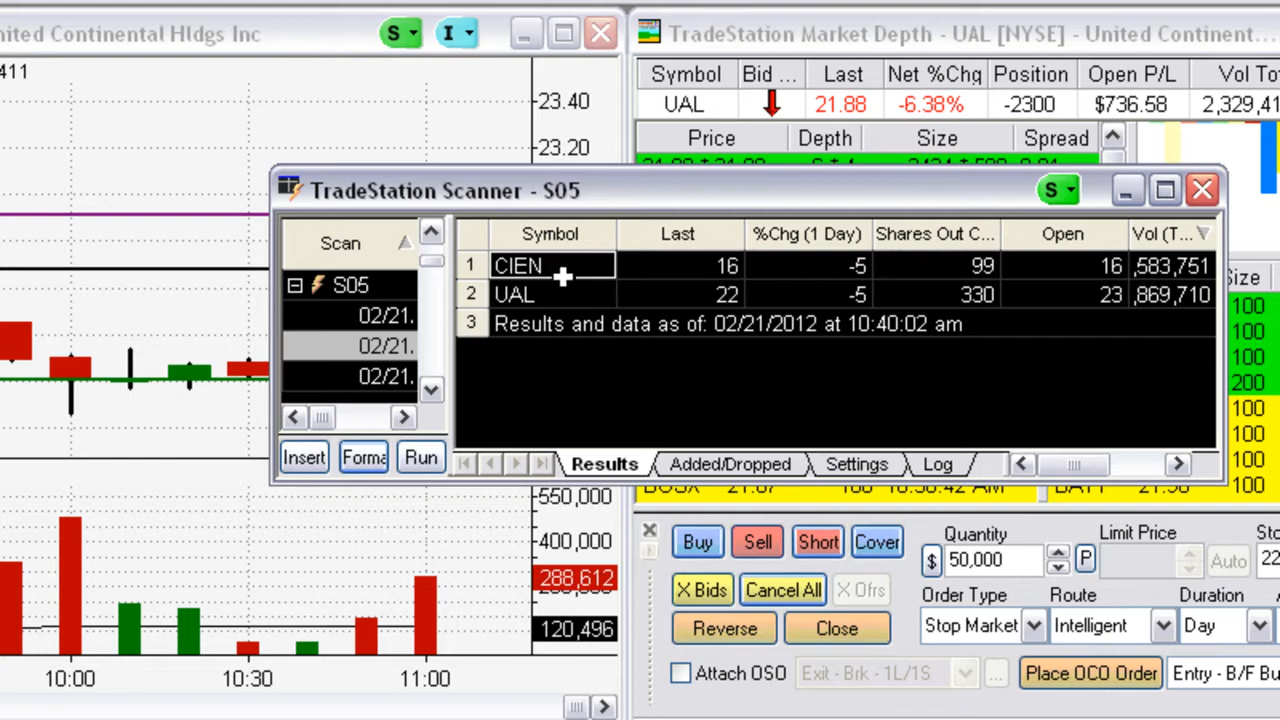 nited Continental Hldgs Inc
S
I
411
23.40
23.20
TradeStation Market Depth - UAL [NYSE] - United Continent...
Symbol Bid ... Last Net %Chg Position Open P/L Vol To
UAL 21.88 -6.38% -2300 $736.58 2,329,41
Price Depth Size Spread
TradeStation Scanner - S05
S
Scan
S05
02/21.
02/21.
02/21.
Insert Forma Run
Symbol Last %Chg (1 Day) Shares Out C... Open Vol (T...
1 CIEN 16 -5 99 16 ,583,751
2 UAL 22 -5 330 23 ,869,710
3 Results and data as of: 02/21/2012 at 10:40:02 am
Results Added/Dropped Settings Log
Size
100
100
100
200
100
100
100
100
550,000
400,000
288,612
120,496
10:00 10:30 11:00
Buy Sell Short Cover
X Bids Cancel All X Ofrs
Reverse Close
Attach OSO Exit - Brk - 1L/1S ...
Quantity Limit Price Sto
$ 50,000 P Auto 22
Order Type Route Duration
Stop Market Intelligent Day
Place OCO Order Entry - B/F Bu